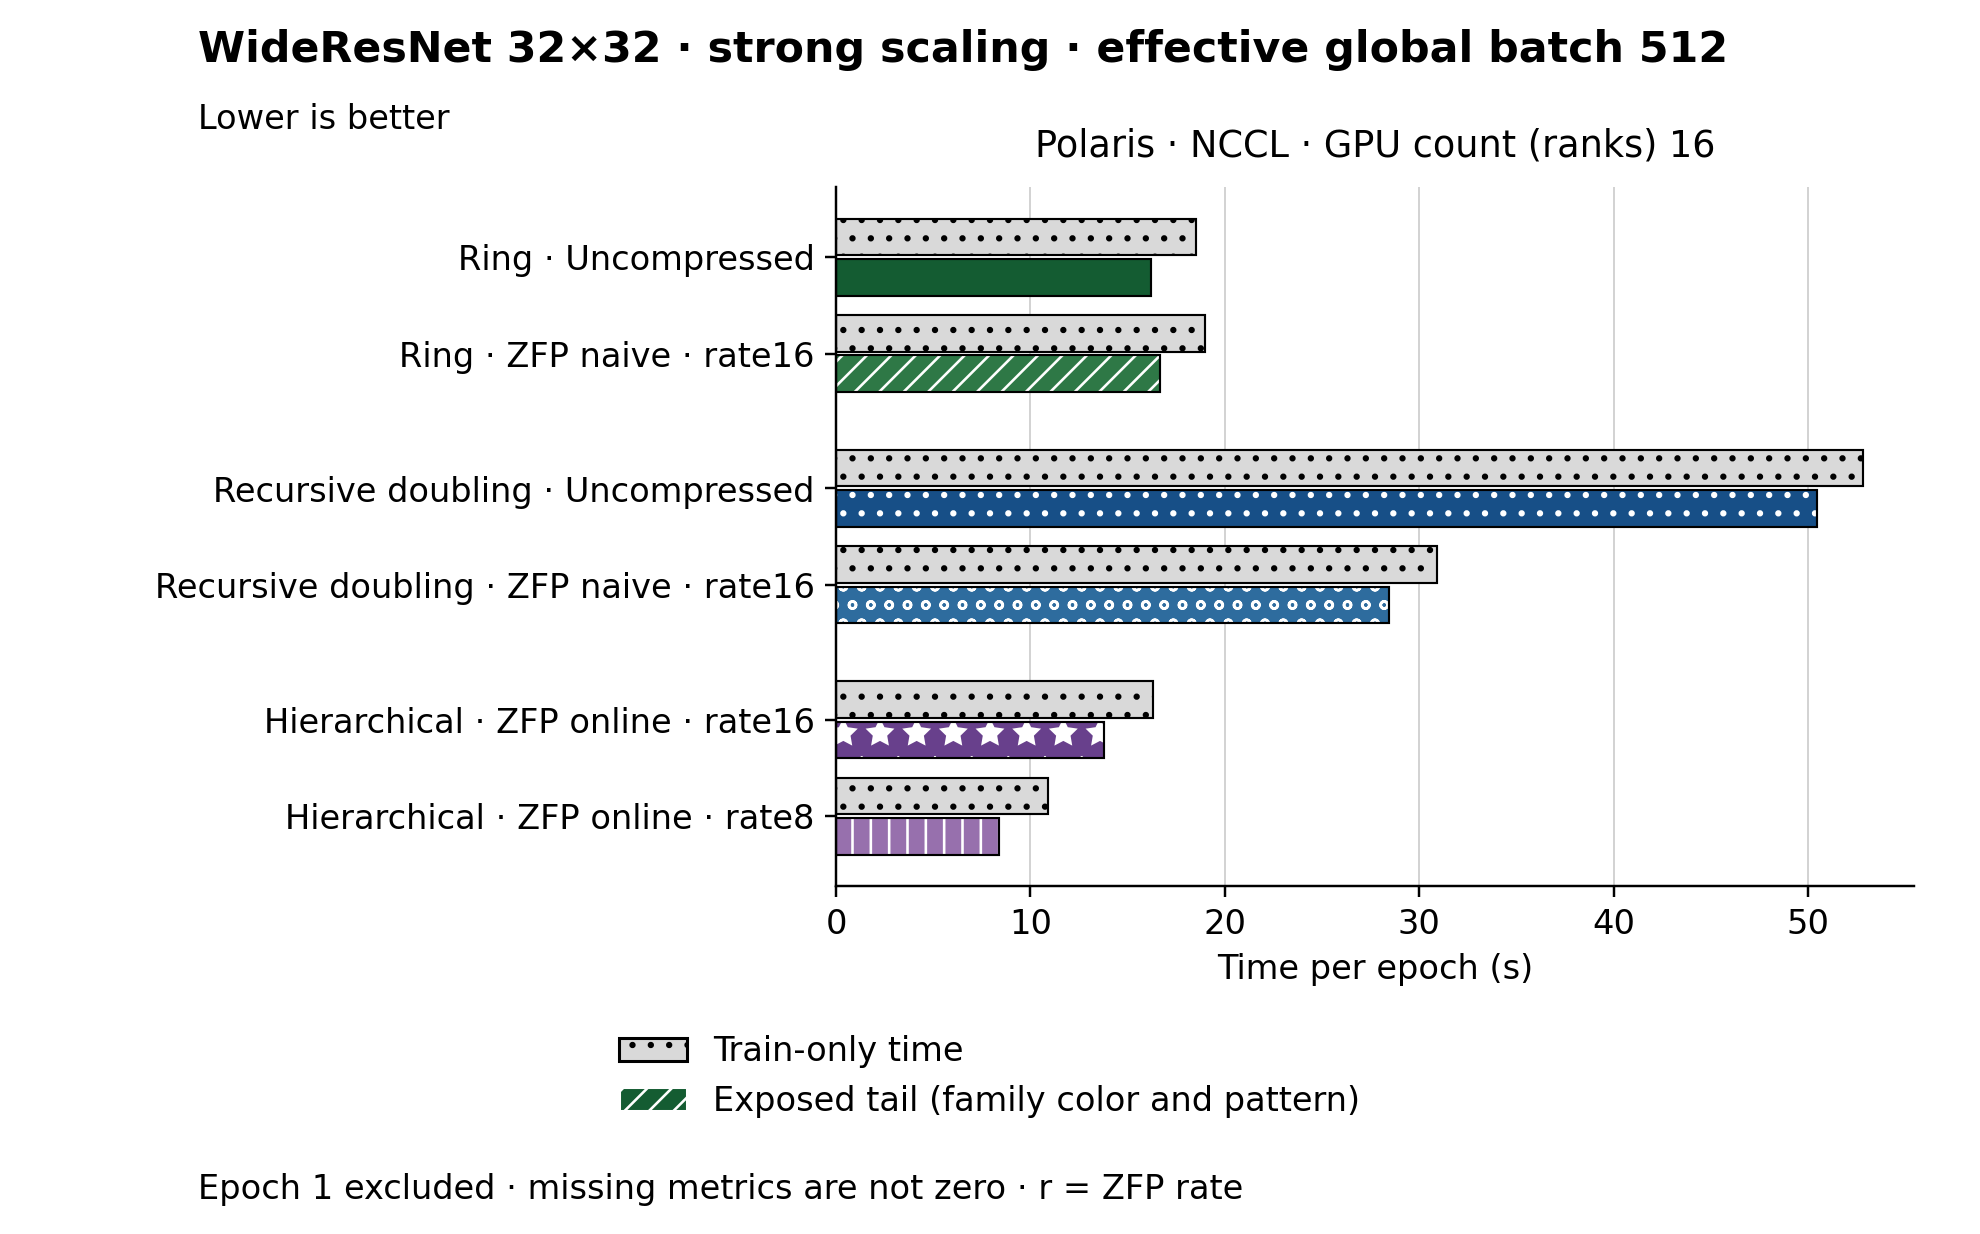 WideResNet 32×32 · strong scaling · effective global batch 512
Lower is better
Polaris · NCCL · GPU count (ranks) 16
Ring · Uncompressed
Ring · ZFP naive · rate16
Recursive doubling · Uncompressed
Recursive doubling · ZFP naive · rate16
Hierarchical · ZFP online · rate16
Hierarchical · ZFP online · rate8
0 10 20 30 40 50
Time per epoch (s)
Train-only time
Exposed tail (family color and pattern)
Epoch 1 excluded · missing metrics are not zero · r = ZFP rate